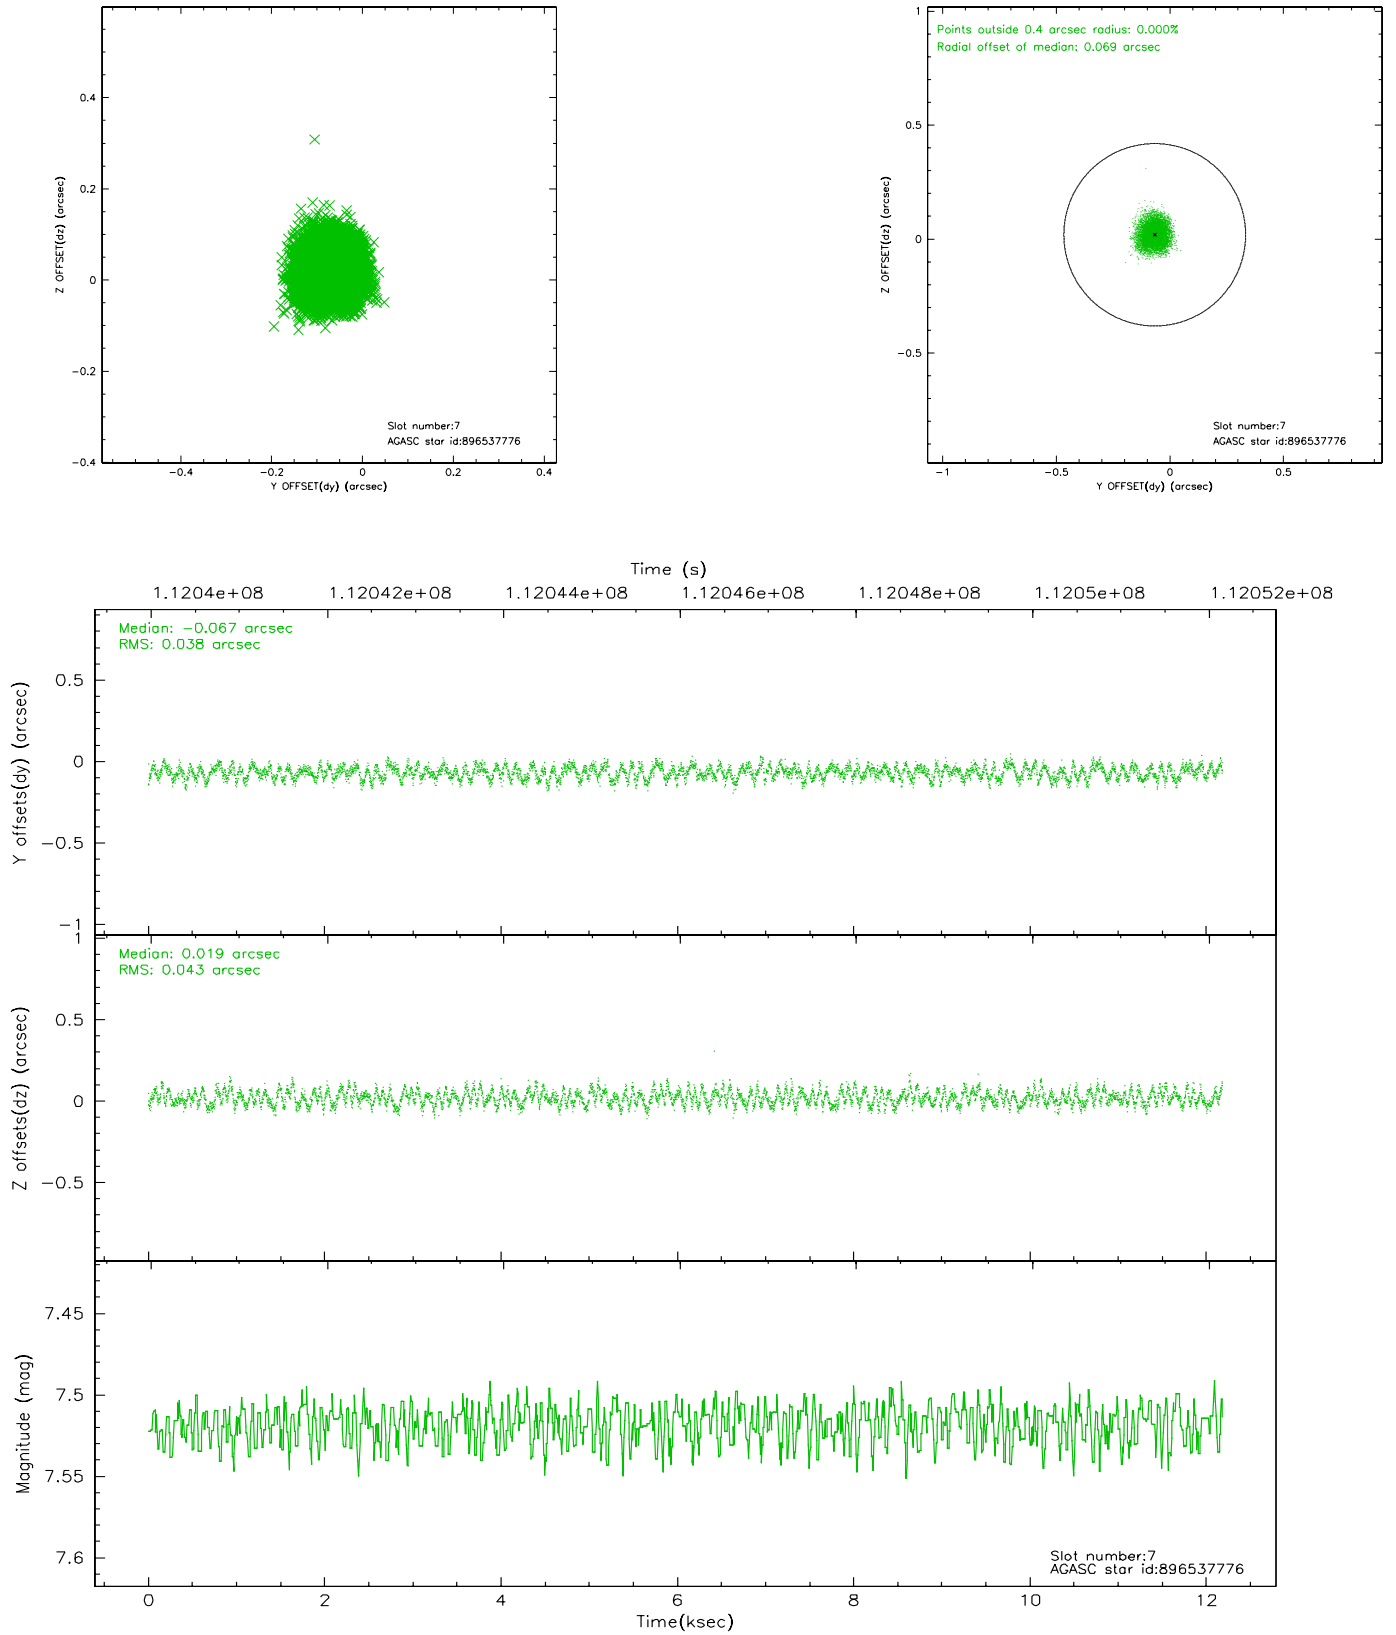 0.4
0.2
0
−0.2
−0.4
Z OFFSET(dz) (arcsec)
Slot number:7
AGASC star id:896537776
−0.4 −0.2 0 0.2 0.4
Y OFFSET(dy) (arcsec)
Points outside 0.4 arcsec radius: 0.000%
Radial offset of median: 0.069 arcsec
1
0.5
0
−0.5
Z OFFSET(dz) (arcsec)
Slot number:7
AGASC star id:896537776
−1 −0.5 0 0.5
Y OFFSET(dy) (arcsec)
Time (s)
1.1204e+08 1.12042e+08 1.12044e+08 1.12046e+08 1.12048e+08 1.1205e+08 1.12052e+08
Median: −0.067 arcsec
RMS: 0.038 arcsec
0.5
0
−0.5
−1
Y offsets(dy) (arcsec)
Median: 0.019 arcsec
RMS: 0.043 arcsec
1
0.5
0
−0.5
Z offsets(dz) (arcsec)
7.45
7.5
7.55
7.6
Magnitude (mag)
Slot number:7
AGASC star id:896537776
0 2 4 6 8 10 12
Time(ksec)